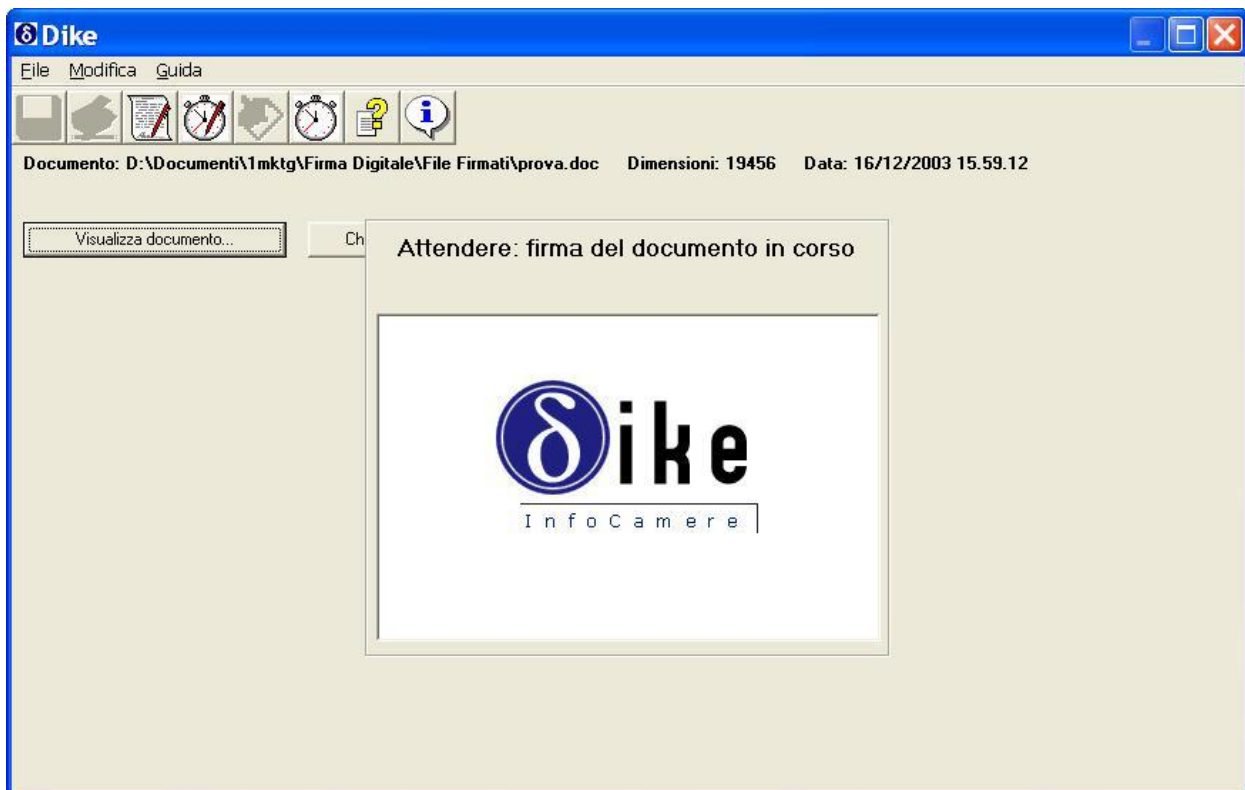 Dike
File Modifica Guida
Documento: D:\Documenti\1mktg\Firma Digitale\File Firmati\prova.doc Dimensioni: 19456 Data: 16/12/2003 15.59.12
Visualizza documento... Ch
Attendere: firma del documento in corso
δike
InfoCamere